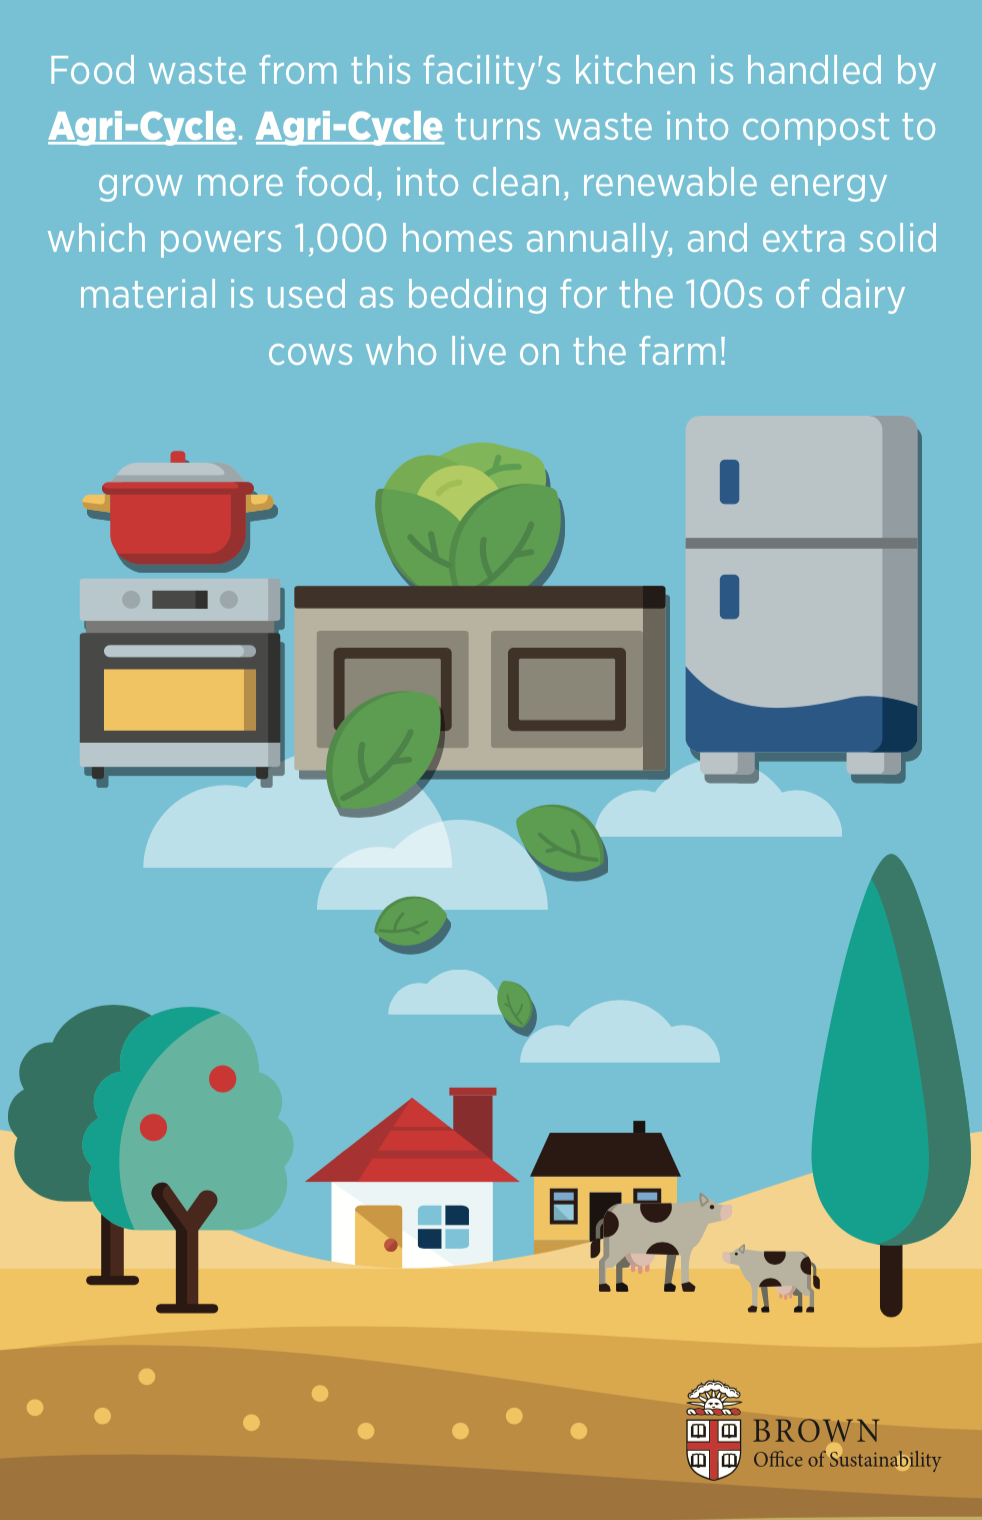 Food waste from this facility's kitchen is handled by
Agri-Cycle. Agri-Cycle turns waste into compost to
grow more food, into clean, renewable energy
which powers 1,000 homes annually, and extra solid
material is used as bedding for the 100s of dairy
cows who live on the farm!
BROWN
Office of Sustainability